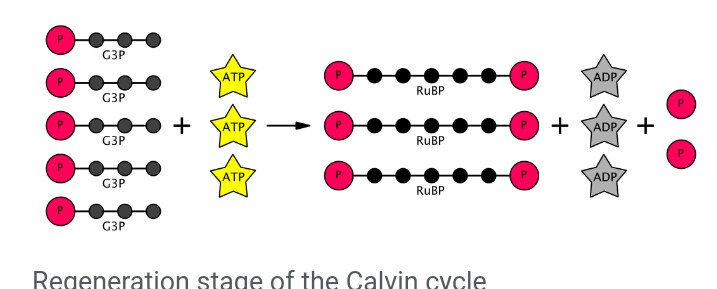 P
G3P
P
G3P
P
G3P
P
G3P
P
G3P
+
ATP
ATP
ATP
P
P
RuBP
P
P
RuBP
P
P
RuBP
+
ADP
ADP
ADP
+
P
P
Regeneration stage of the Calvin cycle